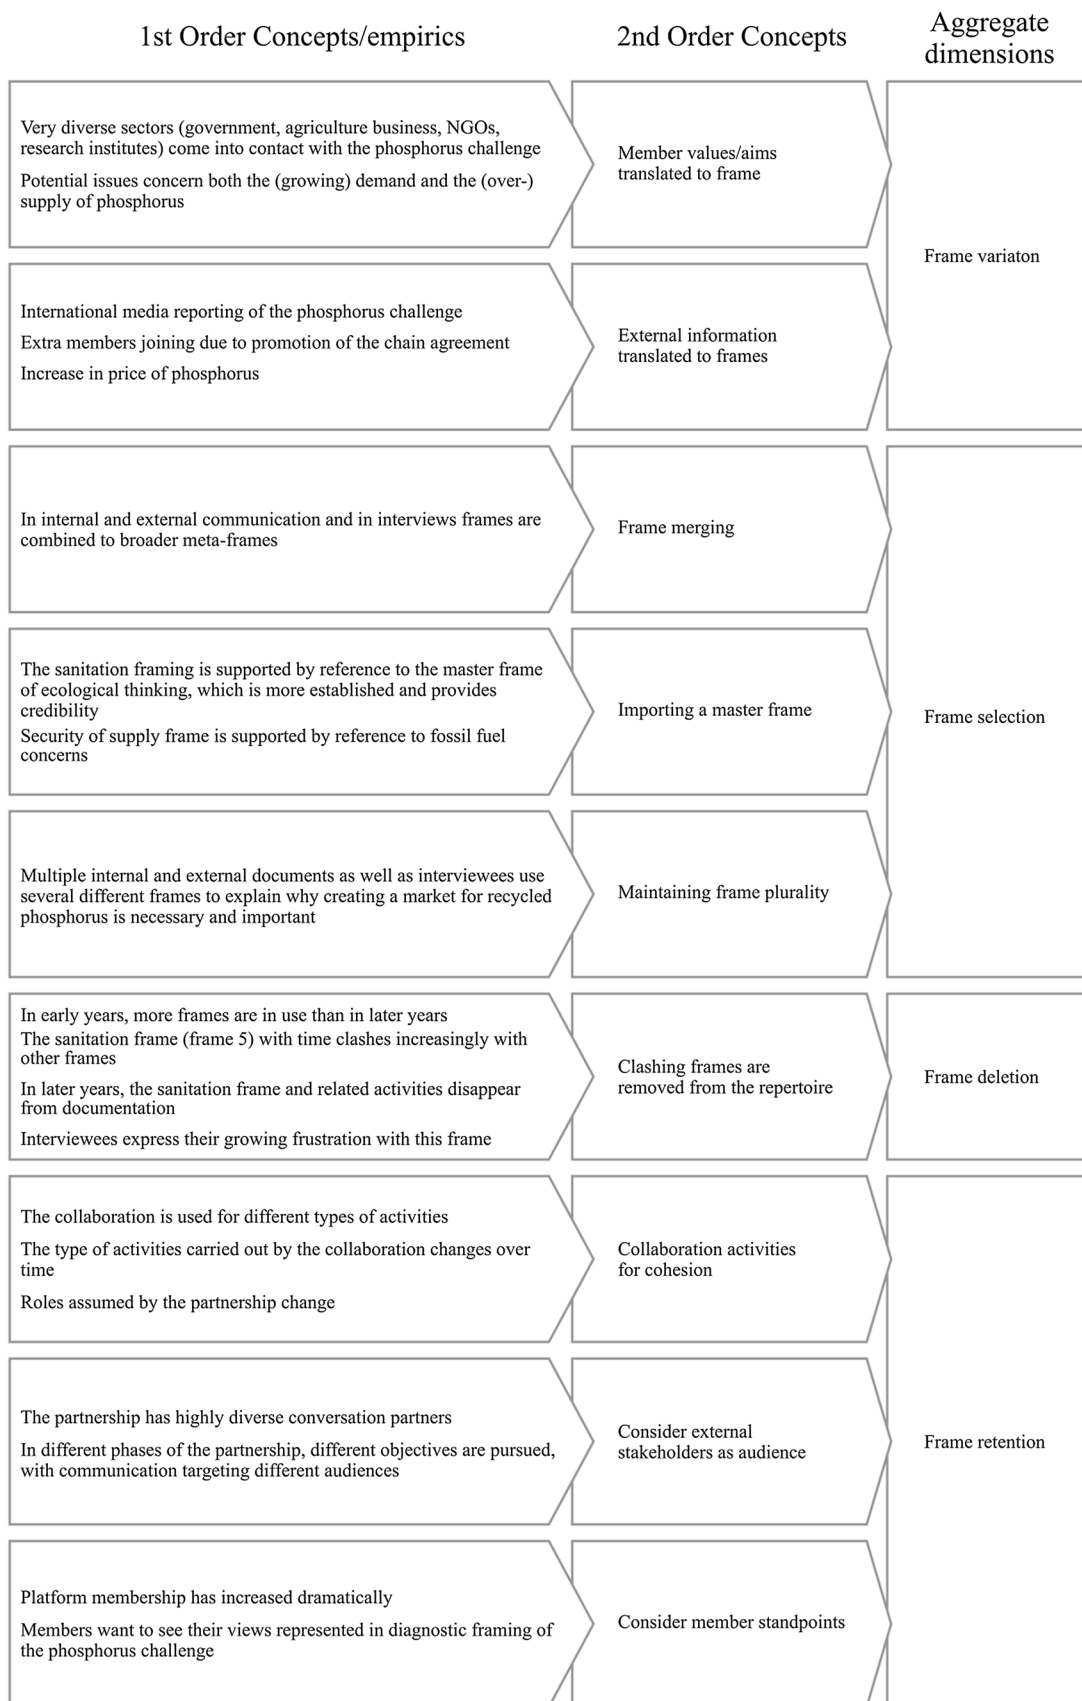 1st Order Concepts/empirics
2nd Order Concepts
Aggregate
dimensions
Very diverse sectors (government, agriculture business, NGOs,
research institutes) come into contact with the phosphorus challenge
Potential issues concern both the (growing) demand and the (over-)
supply of phosphorus
Member values/aims
translated to frame
Frame variaton
International media reporting of the phosphorus challenge
Extra members joining due to promotion of the chain agreement
Increase in price of phosphorus
External information
translated to frames
In internal and external communication and in interviews frames are
combined to broader meta-frames
Frame merging
The sanitation framing is supported by reference to the master frame
of ecological thinking, which is more established and provides
credibility
Security of supply frame is supported by reference to fossil fuel
concerns
Importing a master frame
Frame selection
Multiple internal and external documents as well as interviewees use
several different frames to explain why creating a market for recycled
phosphorus is necessary and important
Maintaining frame plurality
In early years, more frames are in use than in later years
The sanitation frame (frame 5) with time clashes increasingly with
other frames
In later years, the sanitation frame and related activities disappear
from documentation
Interviewees express their growing frustration with this frame
Clashing frames are
removed from the repertoire
Frame deletion
The collaboration is used for different types of activities
The type of activities carried out by the collaboration changes over
time
Roles assumed by the partnership change
Collaboration activities
for cohesion
The partnership has highly diverse conversation partners
In different phases of the partnership, different objectives are pursued,
with communication targeting different audiences
Consider external
stakeholders as audience
Frame retention
Platform membership has increased dramatically
Members want to see their views represented in diagnostic framing of
the phosphorus challenge
Consider member standpoints